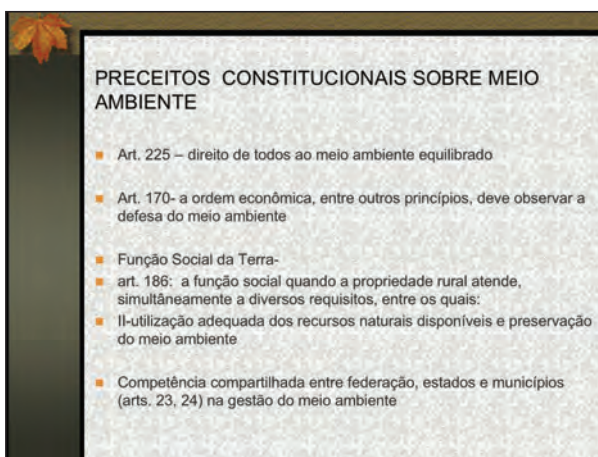 PRECEITOS CONSTITUCIONAIS SOBRE MEIO
AMBIENTE
Art. 225 – direito de todos ao meio ambiente equilibrado
Art. 170- a ordem econômica, entre outros princípios, deve observar a
defesa do meio ambiente
Função Social da Terra-
art. 186: a função social quando a propriedade rural atende,
simultâneamente a diversos requisitos, entre os quais:
II-utilização adequada dos recursos naturais disponíveis e preservação
do meio ambiente
Competência compartilhada entre federação, estados e municípios
(arts. 23, 24) na gestão do meio ambiente